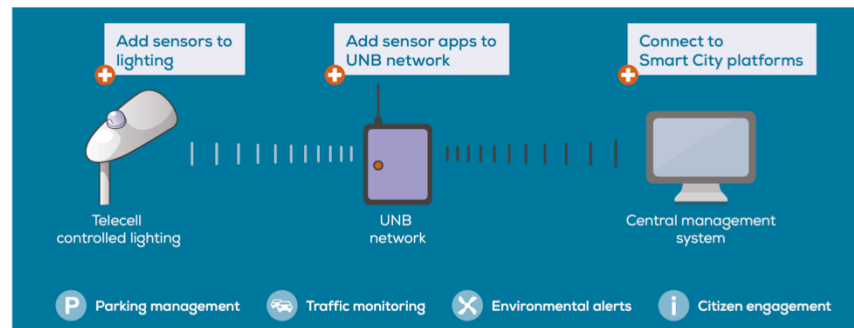 Add sensors to
lighting
Add sensor apps to
UNB network
Connect to
Smart City platforms
Telecell
controlled lighting
UNB
network
Central management
system
P Parking management
Traffic monitoring
Environmental alerts
i Citizen engagement